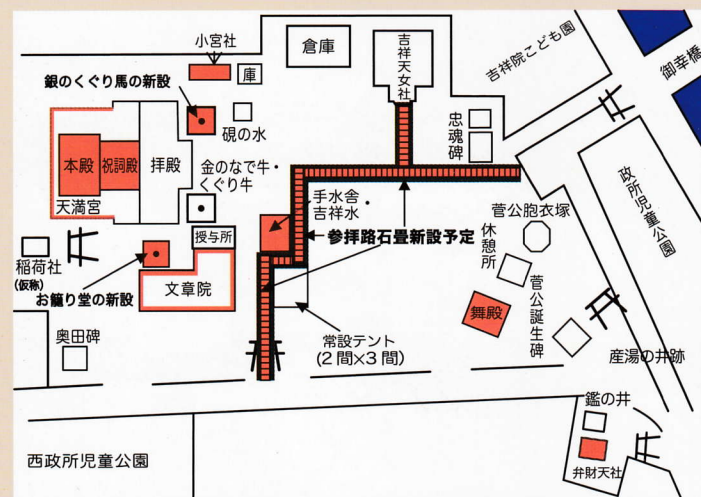 小宮社
倉庫
吉祥天女社
吉祥院こども園
御幸橋
庫
銀のくぐり馬の新設
硯の水
忠魂碑
本殿
祝詞殿
拝殿
天満宮
金のなで牛・
くぐり牛
手水舎・
吉祥水
政所児童公園
菅公胞衣塚
授与所
参拝路石畳新設予定
休憩所
稲荷社
(仮称)
お籠り堂の新設
文章院
菅公誕生碑
舞殿
奥田碑
常設テント
(2間×3間)
産湯の井跡
鑑の井
西政所児童公園
弁財天社